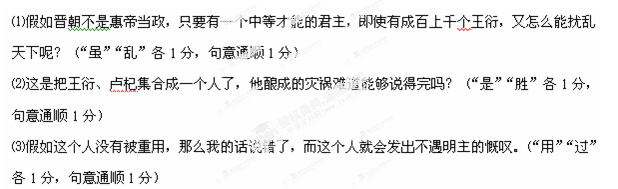 (1)假如晋朝不是惠帝当政，只要有一个中等才能的君主，即使有成百上千个王衍，又怎么能扰乱
天下呢？（“虽”“乱”各1分，句意通顺1分）
(2)这是把王衍、卢杞集合成一个人了，他酿成的灾祸难道能够说得完吗？（“是”“胜”各1分，
句意通顺1分）
(3)假如这个人没有被重用，那么我的话说错了，而这个人就会发出不遇明主的慨叹。（“用”“过”
各1分，句意通顺1分）